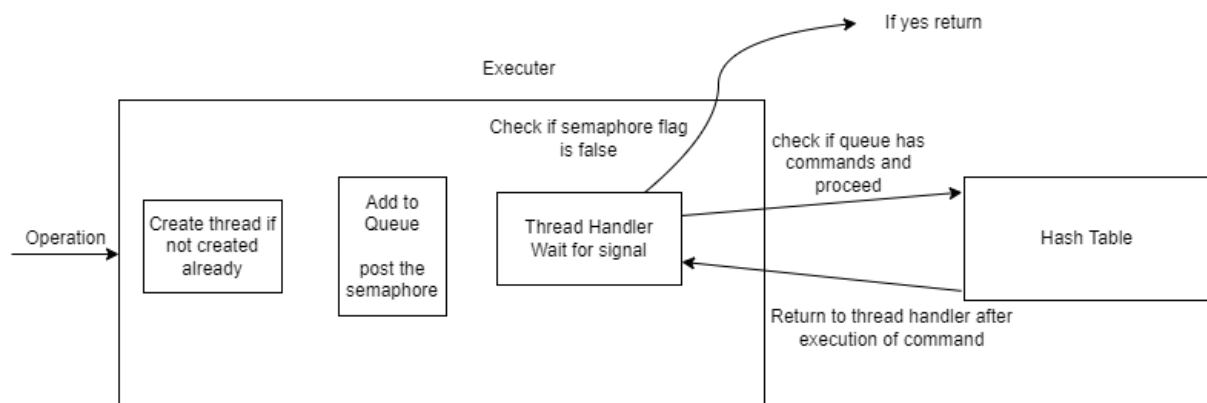 If yes return
Executer
Check if semaphore flag
is false
check if queue has
commands and
proceed
Operation
Create thread if
not created
already
Add to
Queue
post the
semaphore
Thread Handler
Wait for signal
Hash Table
Return to thread handler after
execution of command